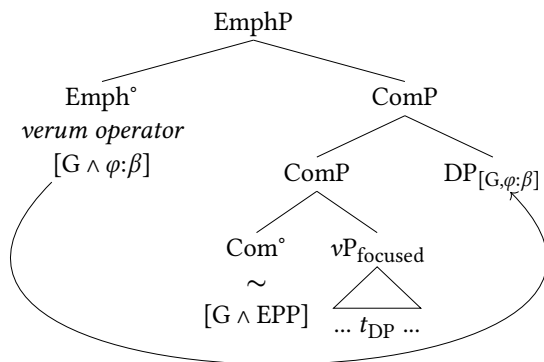 EmphP
Emph° ComP
verum operator
[G ∧ φ:β] ComP DP[G,φ:β]
Com° vPfocused
∼
[G ∧ EPP] ... tDP ...